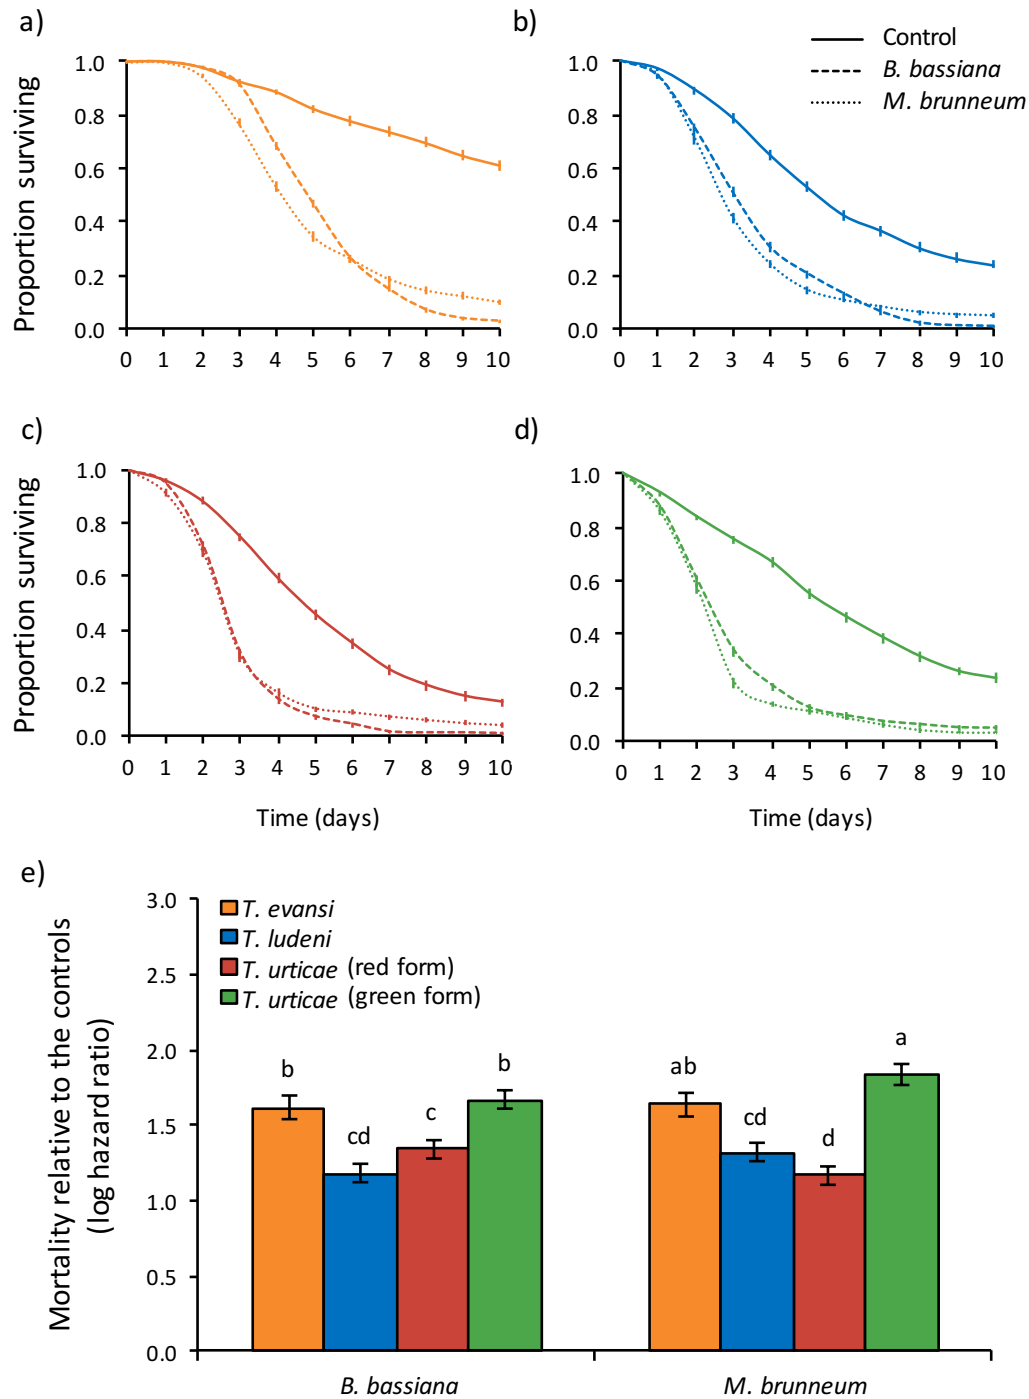 a)
b)
Control
B. bassiana
M. brunneum
Proportion surviving
1.0
0.8
0.6
0.4
0.2
0.0
0 1 2 3 4 5 6 7 8 9 10
1.0
0.8
0.6
0.4
0.2
0.0
0 1 2 3 4 5 6 7 8 9 10
c)
d)
Proportion surviving
1.0
0.8
0.6
0.4
0.2
0.0
0 1 2 3 4 5 6 7 8 9 10
Time (days)
1.0
0.8
0.6
0.4
0.2
0.0
0 1 2 3 4 5 6 7 8 9 10
Time (days)
e)
Mortality relative to the controls
(log hazard ratio)
3.0
2.5
2.0
1.5
1.0
0.5
0.0
T. evansi
T. ludeni
T. urticae (red form)
T. urticae (green form)
b
cd
c
b
ab
cd
d
a
B. bassiana
M. brunneum